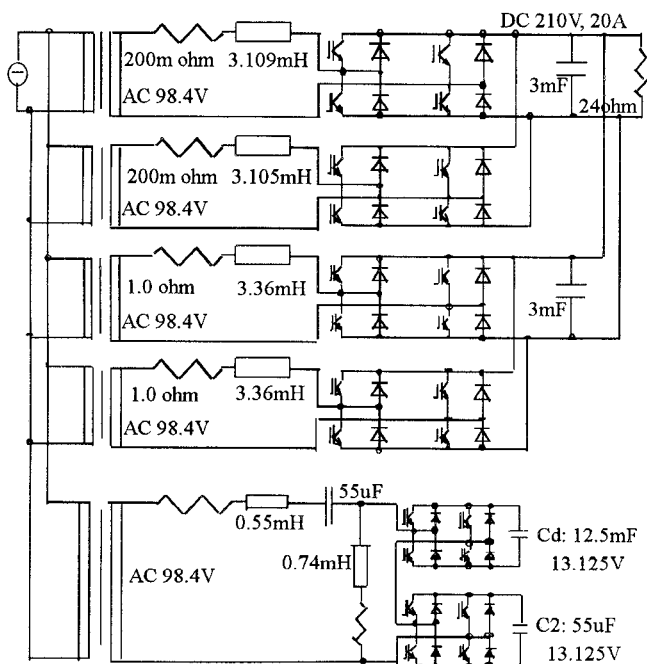 DC 210V, 20A
200m ohm 3.109mH
AC 98.4V
3mF
24ohm
200m ohm 3.105mH
AC 98.4V
1.0 ohm 3.36mH
AC 98.4V
3mF
1.0 ohm 3.36mH
AC 98.4V
55uF
0.55mH
0.74mH
AC 98.4V
Cd: 12.5mF
13.125V
C2: 55uF
13.125V